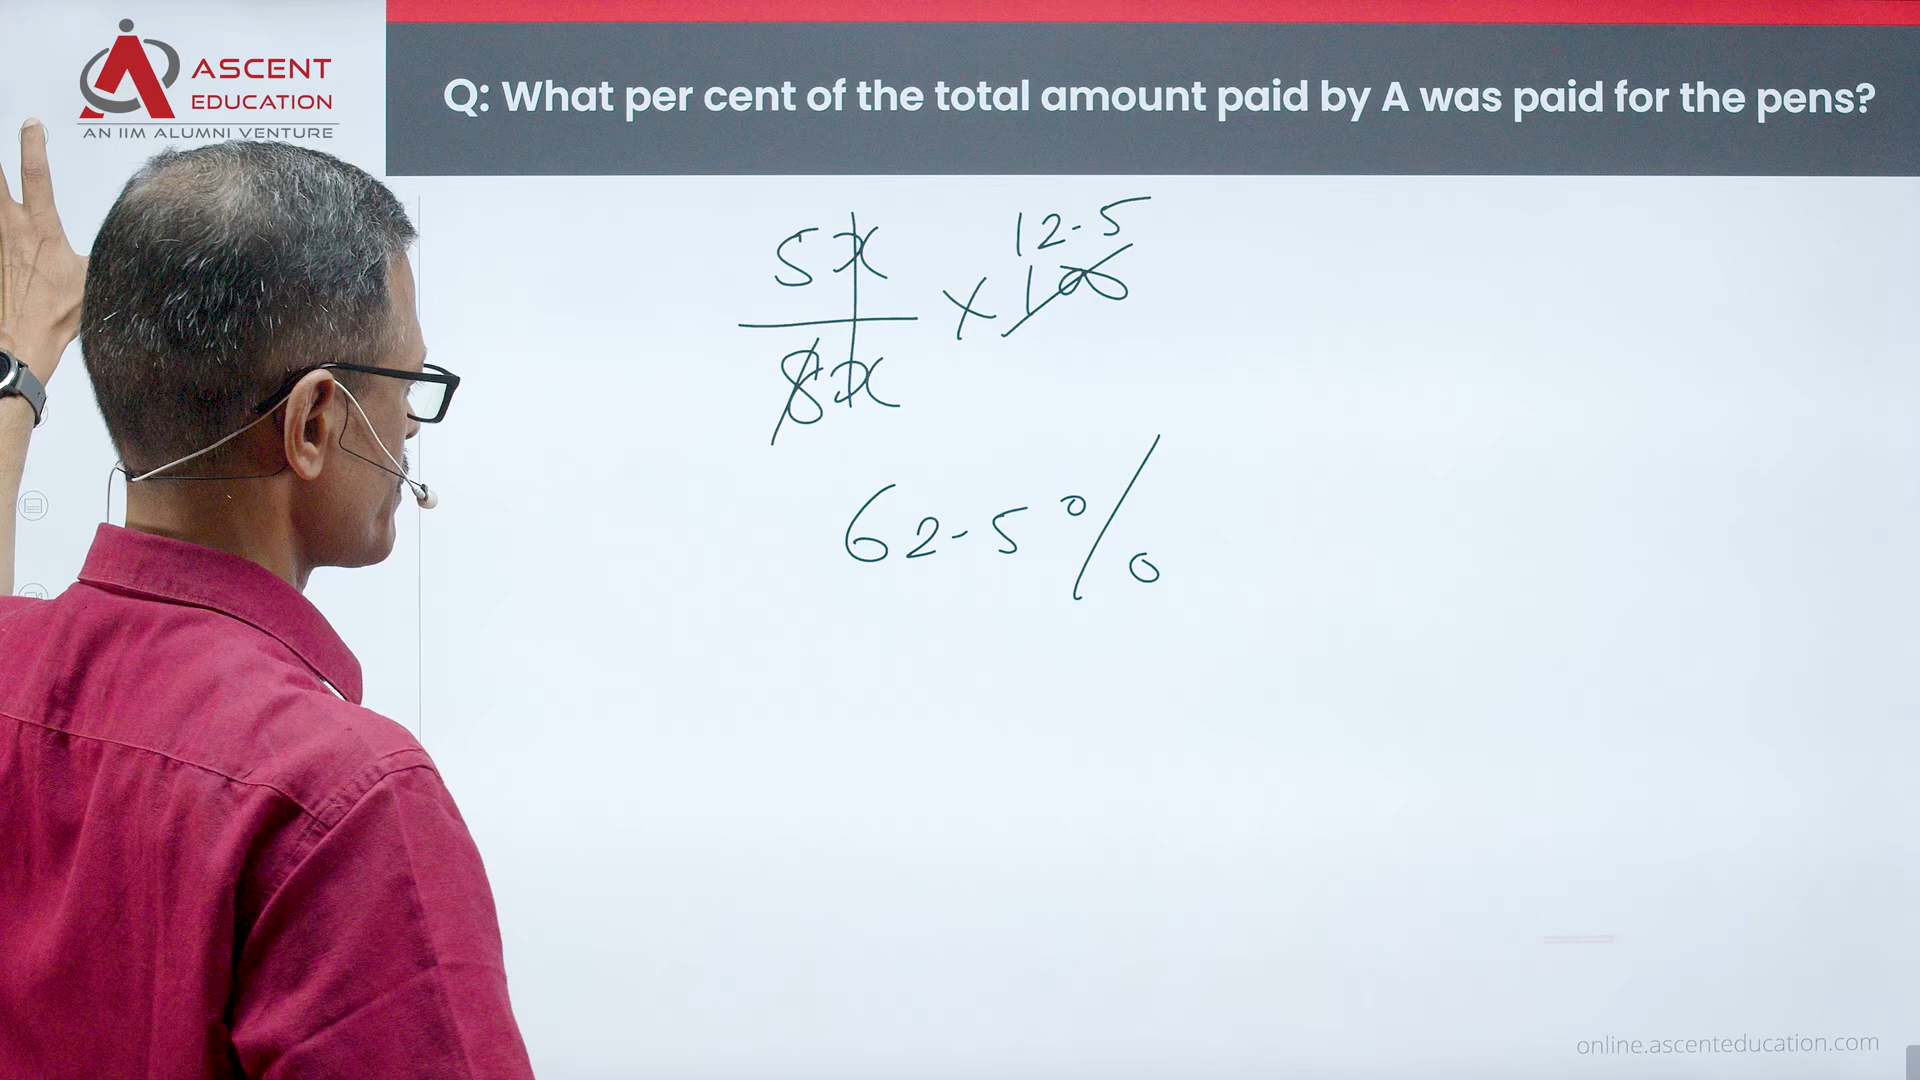 ASCENT
EDUCATION
AN IIM ALUMNI VENTURE
Q: What per cent of the total amount paid by A was paid for the pens?
12.5
5x
× 100
8x
62.5%
online.ascenteducation.com